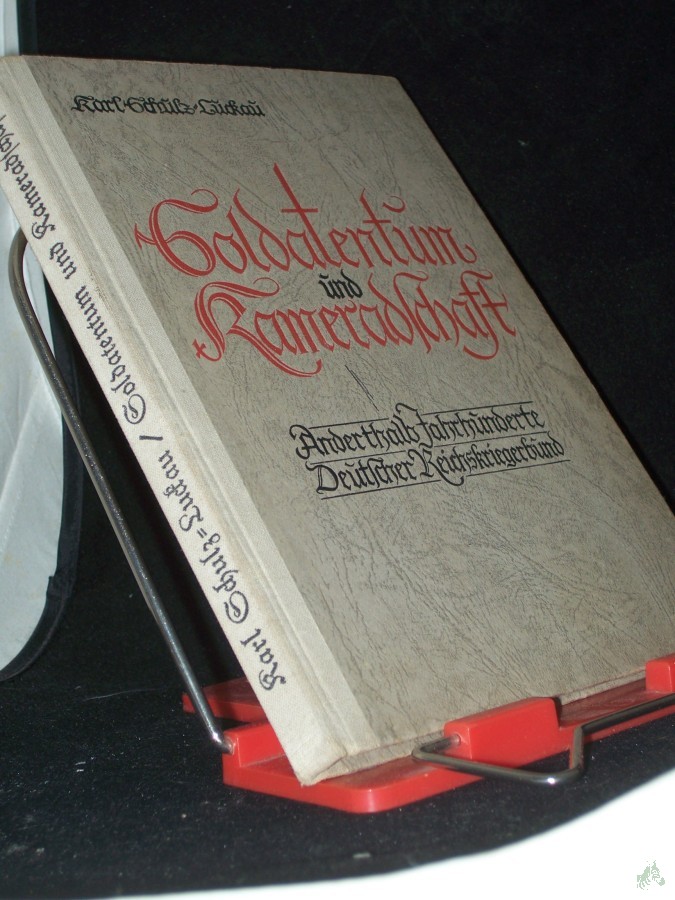 Karl Schulz-Luckau
Soldatentum
und
Kameradschaft
Anderthalb Jahrhunderte
Deutscher Reichskriegerbund
Karl Schulz=Luckau / Soldatentum und Kameradschaft